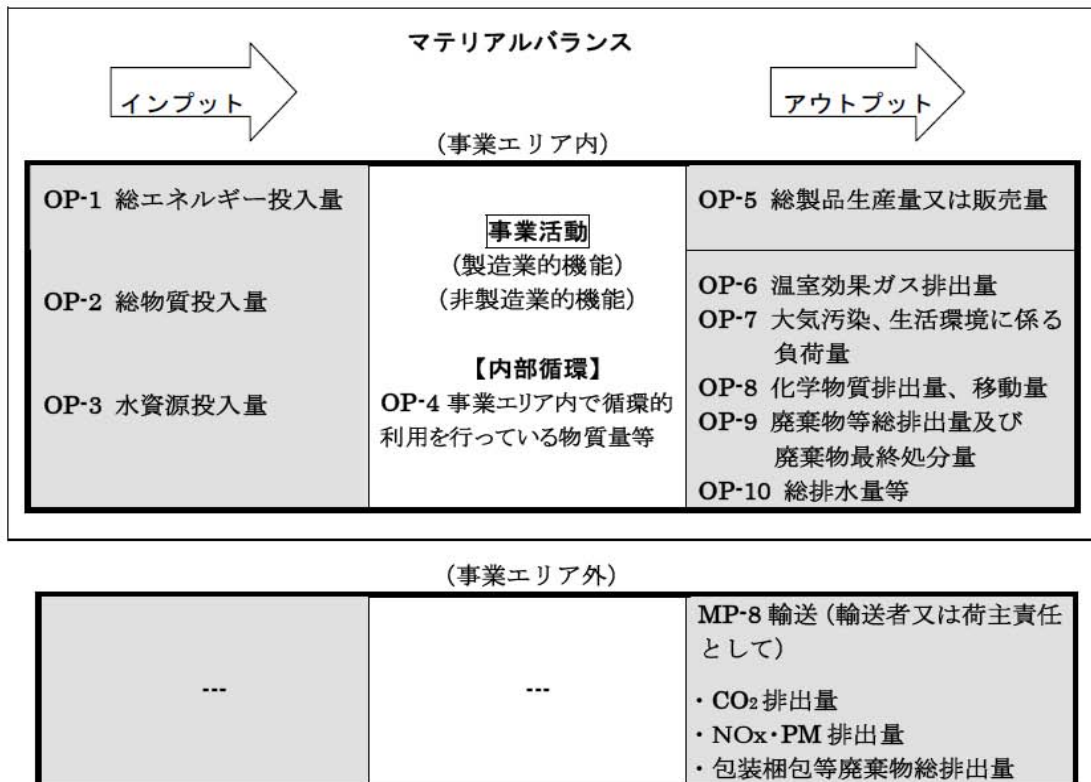 マテリアルバランス
インプット
アウトプット
(事業エリア内)
OP-1 総エネルギー投入量
OP-2 総物質投入量
OP-3 水資源投入量
事業活動
(製造業的機能)
(非製造業的機能)
【内部循環】
OP-4 事業エリア内で循環的
利用を行っている物質量等
OP-5 総製品生産量又は販売量
OP-6 温室効果ガス排出量
OP-7 大気汚染、生活環境に係る
負荷量
OP-8 化学物質排出量、移動量
OP-9 廃棄物等総排出量及び
廃棄物最終処分量
OP-10 総排水量等
(事業エリア外)
---
---
MP-8 輸送(輸送者又は荷主責任
として)
・CO₂排出量
・NOx・PM 排出量
・包装梱包等廃棄物総排出量